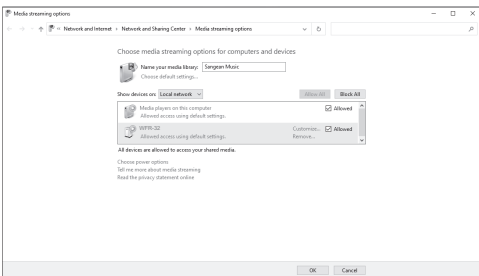 Media streaming options
Network and Internet › Network and Sharing Center › Media streaming options
Choose media streaming options for computers and devices
Name your media library: Sangean Music
Choose default settings...
Show devices on: Local network Allow All Block All
Media players on this computer Allowed
Allowed access using default settings.
WFR-32 Customize... Allowed
Allowed access using default settings. Remove...
All devices are allowed to access your shared media.
Choose power options
Tell me more about media streaming
Read the privacy statement online
OK Cancel